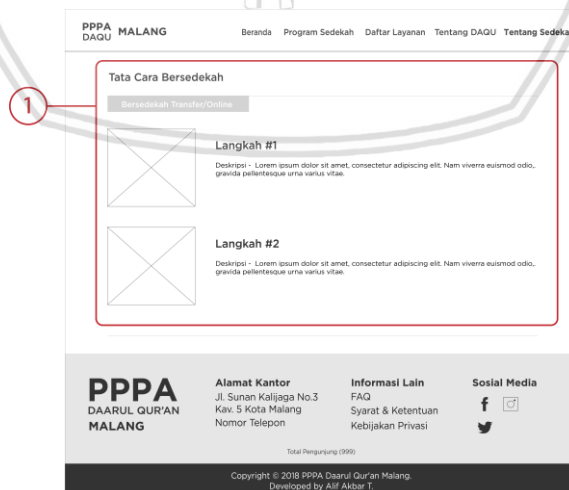 PPPA
DAQU
MALANG
Beranda Program Sedekah Daftar Layanan Tentang DAQU Tentang Sedeka
1
Tata Cara Bersedekah
Bersedekah Transfer/Online
Langkah #1
Deskripsi - Lorem ipsum dolor sit amet, consectetur adipiscing elit. Nam viverra euismod odio,.
gravida pellentesque urna varius vitae.
Langkah #2
Deskripsi - Lorem ipsum dolor sit amet, consectetur adipiscing elit. Nam viverra euismod odio,.
gravida pellentesque urna varius vitae.
PPPA
DAARUL QUR'AN
MALANG
Alamat Kantor
Jl. Sunan Kalijaga No.3
Kav. 5 Kota Malang
Nomor Telepon
Informasi Lain
FAQ
Syarat & Ketentuan
Kebijakan Privasi
Sosial Media
Total Pengunjung (999)
Copyright © 2018 PPPA Daarul Qur'an Malang.
Developed by Alif Akbar T.